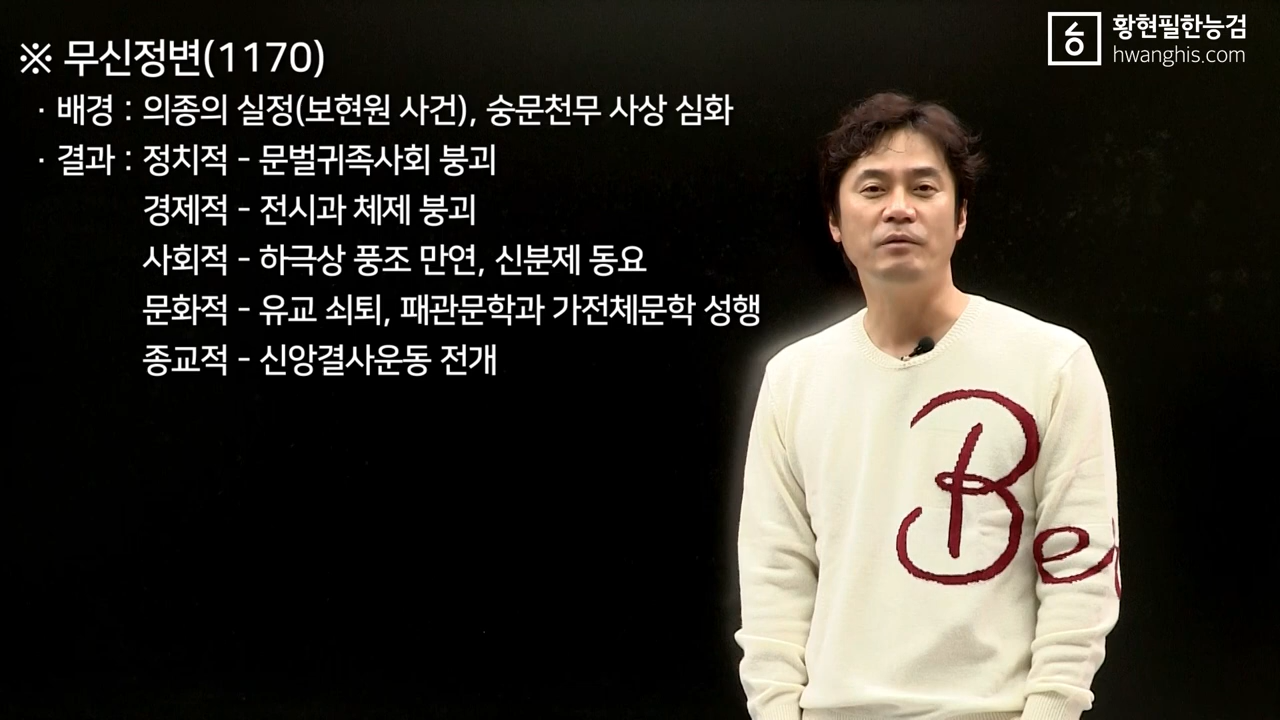 ※ 무신정변(1170)
· 배경 : 의종의 실정(보현원 사건), 숭문천무 사상 심화
· 결과 : 정치적 - 문벌귀족사회 붕괴
경제적 - 전시과 체제 붕괴
사회적 - 하극상 풍조 만연, 신분제 동요
문화적 - 유교 쇠퇴, 패관문학과 가전체문학 성행
종교적 - 신앙결사운동 전개
황현필한능검
hwanghis.com
Be